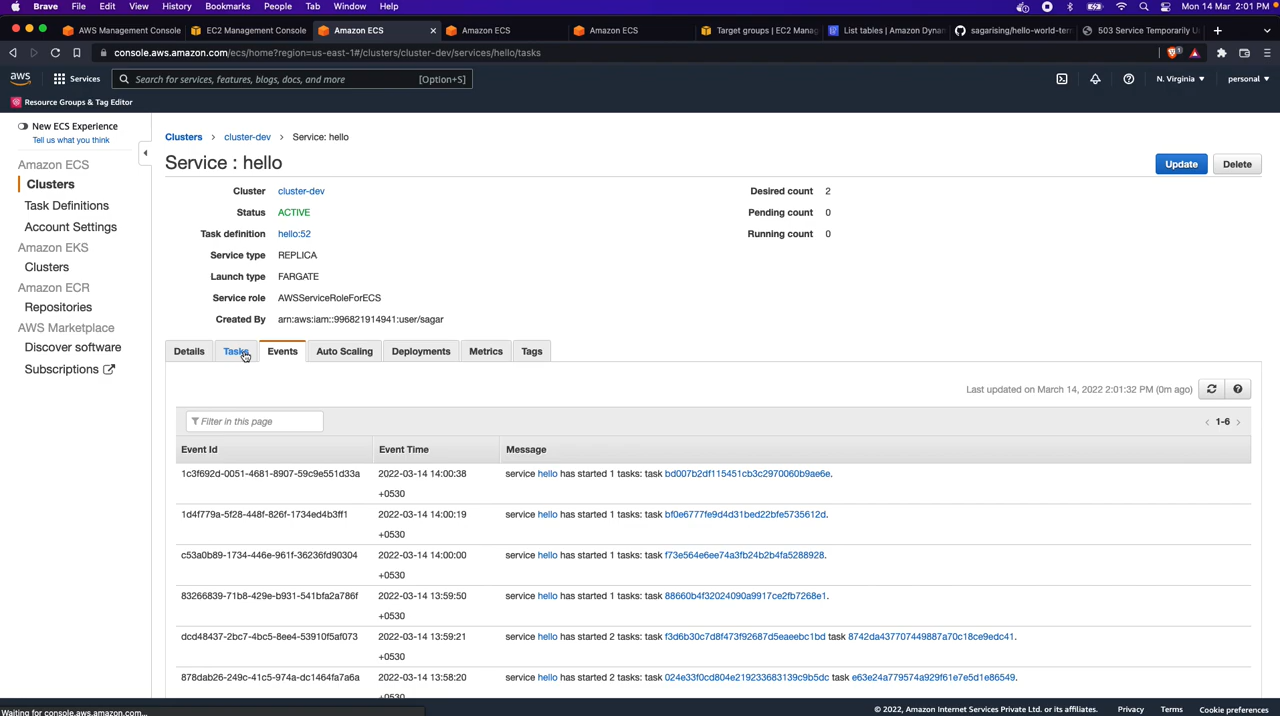 Brave File Edit View History Bookmarks People Tab Window Help
Mon 14 Mar 2:01 PM
AWS Management Console
EC2 Management Console
Amazon ECS
Amazon ECS
Amazon ECS
Target groups | EC2 Manag
List tables | Amazon Dynam
sagarising/hello-world-terr
503 Service Temporarily U
console.aws.amazon.com/ecs/home?region=us-east-1#/clusters/cluster-dev/services/hello/tasks
aws
Services
Search for services, features, blogs, docs, and more [Option+S]
N. Virginia
personal
Resource Groups & Tag Editor
New ECS Experience
Tell us what you think
Amazon ECS
Clusters
Task Definitions
Account Settings
Amazon EKS
Clusters
Amazon ECR
Repositories
AWS Marketplace
Discover software
Subscriptions
Clusters > cluster-dev > Service: hello
Service : hello
Update
Delete
Cluster cluster-dev
Status ACTIVE
Task definition hello:52
Service type REPLICA
Launch type FARGATE
Service role AWSServiceRoleForECS
Created By arn:aws:iam::996821914941:user/sagar
Desired count 2
Pending count 0
Running count 0
Details Tasks Events Auto Scaling Deployments Metrics Tags
Last updated on March 14, 2022 2:01:32 PM (0m ago)
Filter in this page
< 1-6 >
Event Id Event Time Message
1c3f692d-0051-4681-8907-59c9e551d33a 2022-03-14 14:00:38 service hello has started 1 tasks: task bd007b2df115451cb3c2970060b9ae6e.
+0530
1d4f779a-5f28-448f-826f-1734ed4b3ff1 2022-03-14 14:00:19 service hello has started 1 tasks: task bf0e6777fe9d4d31bed22bfe5735612d.
+0530
c53a0b89-1734-446e-961f-36236fd90304 2022-03-14 14:00:00 service hello has started 1 tasks: task f73e564e6ee74a3fb24b2b4fa5288928.
+0530
83266839-71b8-429e-b931-541bfa2a786f 2022-03-14 13:59:50 service hello has started 1 tasks: task 88660b4f32024090a9917ce2fb7268e1.
+0530
dcd48437-2bc7-4bc5-8ee4-53910f5af073 2022-03-14 13:59:21 service hello has started 2 tasks: task f3d6b30c7d8f473f92687d5eaeebc1bd task 8742da437707449887a70c18ce9edc41.
+0530
878dab26-249c-41c5-974a-dc1464fa7a6a 2022-03-14 13:58:20 service hello has started 2 tasks: task 024e33f0cd804e219233683139c9b5dc task e63e24a779574a929f61e7e5d1e86549.
+0530
Waiting for console.aws.amazon.com...
© 2022, Amazon Internet Services Private Ltd. or its affiliates.
Privacy
Terms
Cookie preferences